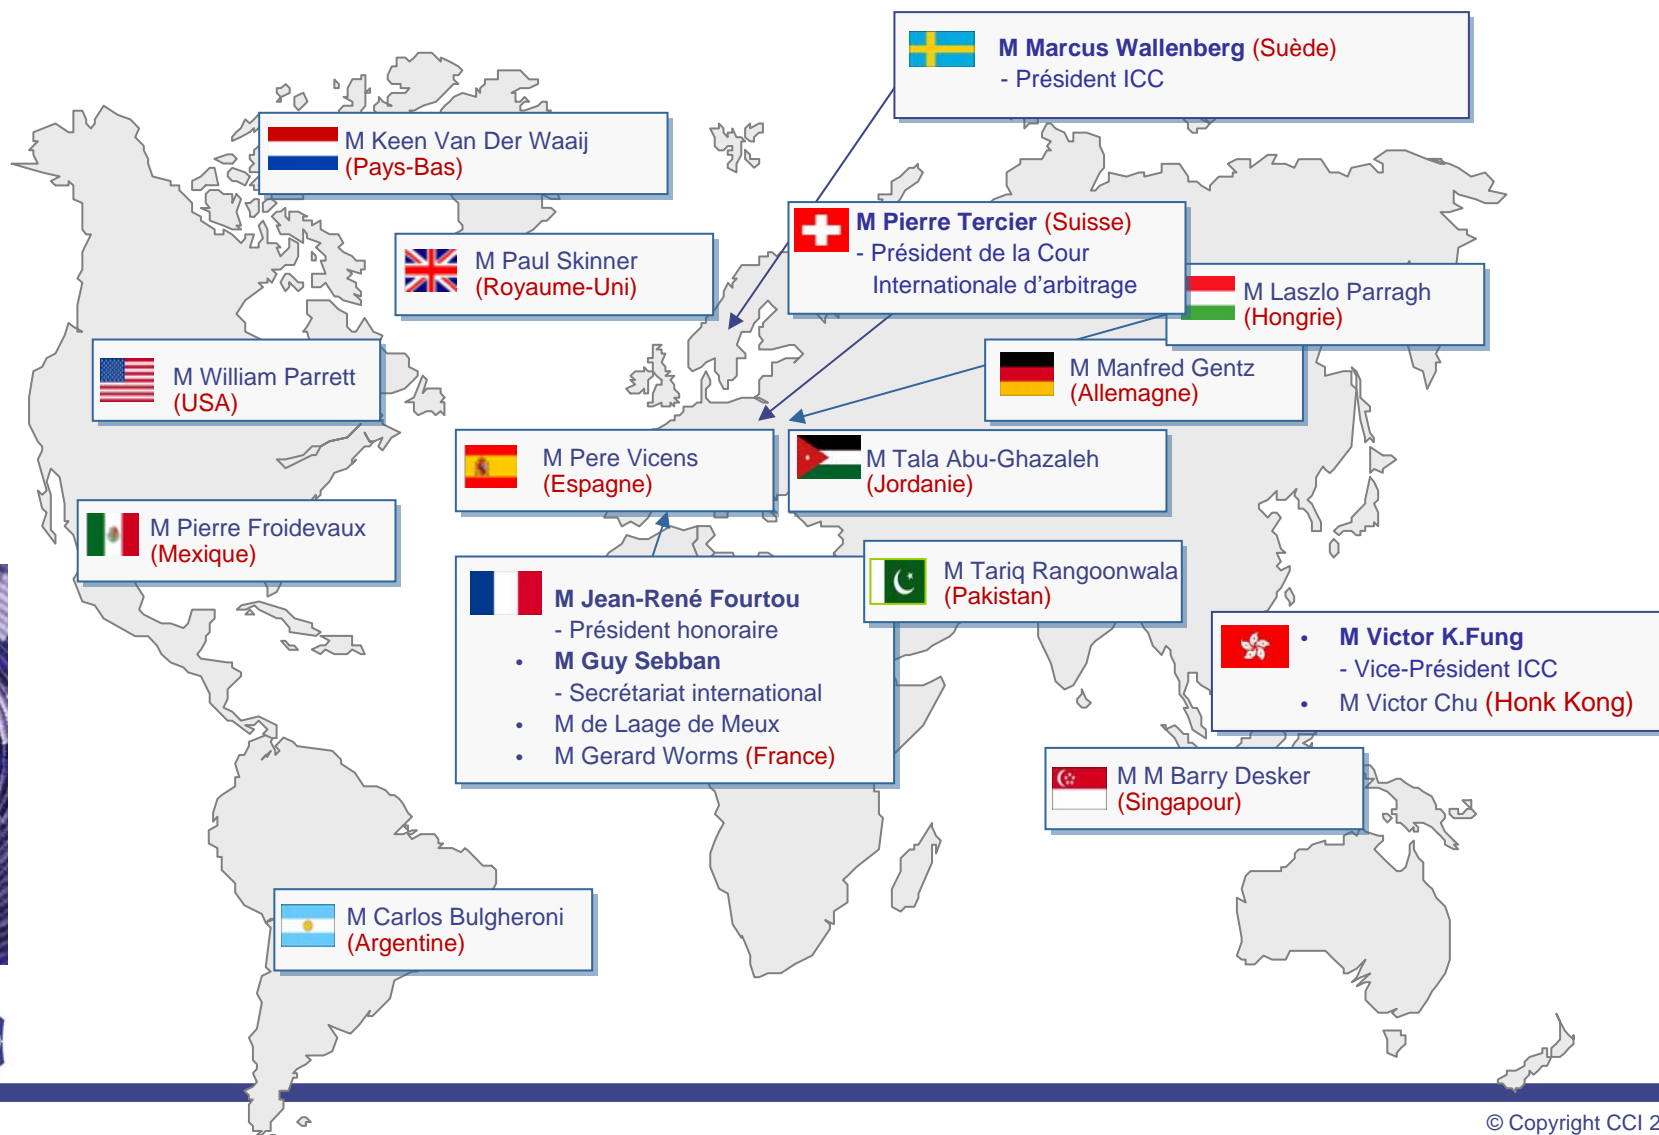 M Marcus Wallenberg (Suède)
- Président ICC
M Keen Van Der Waaij
(Pays-Bas)
M Pierre Tercier (Suisse)
- Président de la Cour
Internationale d'arbitrage
M Paul Skinner
(Royaume-Uni)
M Laszlo Parragh
(Hongrie)
M William Parrett
(USA)
M Manfred Gentz
(Allemagne)
M Pere Vicens
(Espagne)
M Tala Abu-Ghazaleh
(Jordanie)
M Pierre Froidevaux
(Mexique)
M Tariq Rangoonwala
(Pakistan)
M Jean-René Fourtou
- Président honoraire
• M Guy Sebban
- Secrétariat international
• M de Laage de Meux
• M Gerard Worms (France)
• M Victor K.Fung
- Vice-Président ICC
• M Victor Chu (Honk Kong)
M M Barry Desker
(Singapour)
M Carlos Bulgheroni
(Argentine)
© Copyright CCI 2